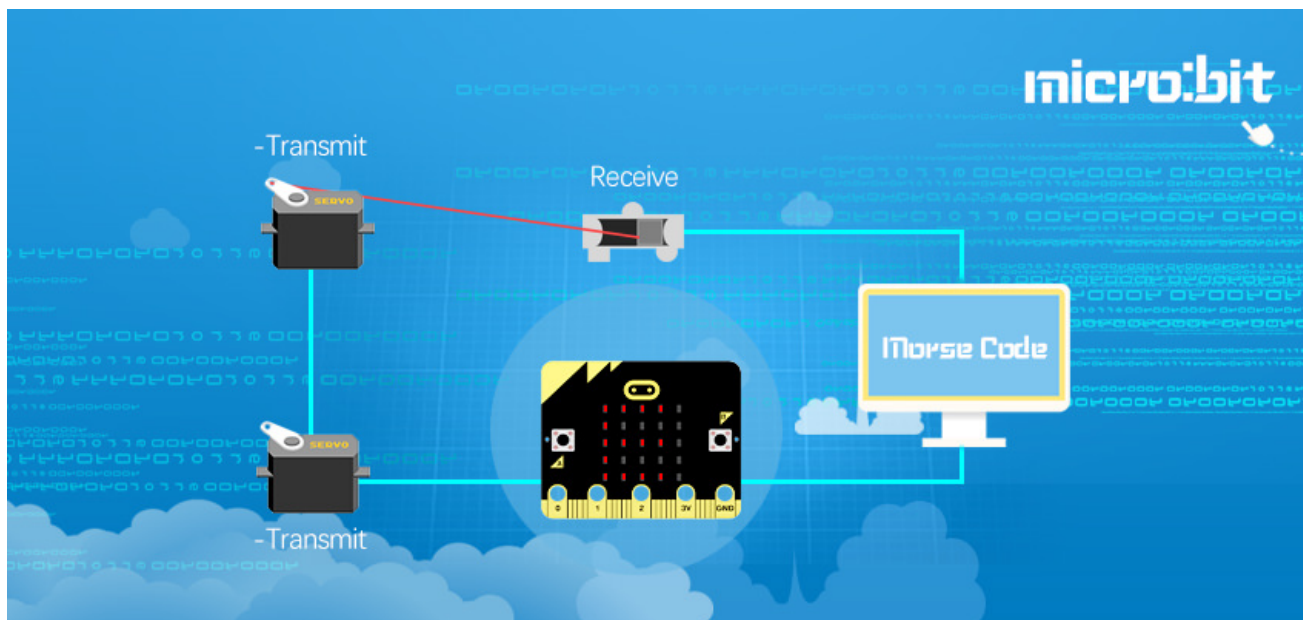 micro:bit
-Transmit
Receive
SERVO
Morse Code
B
SERVO
A
0 1 2 3V GND
-Transmit